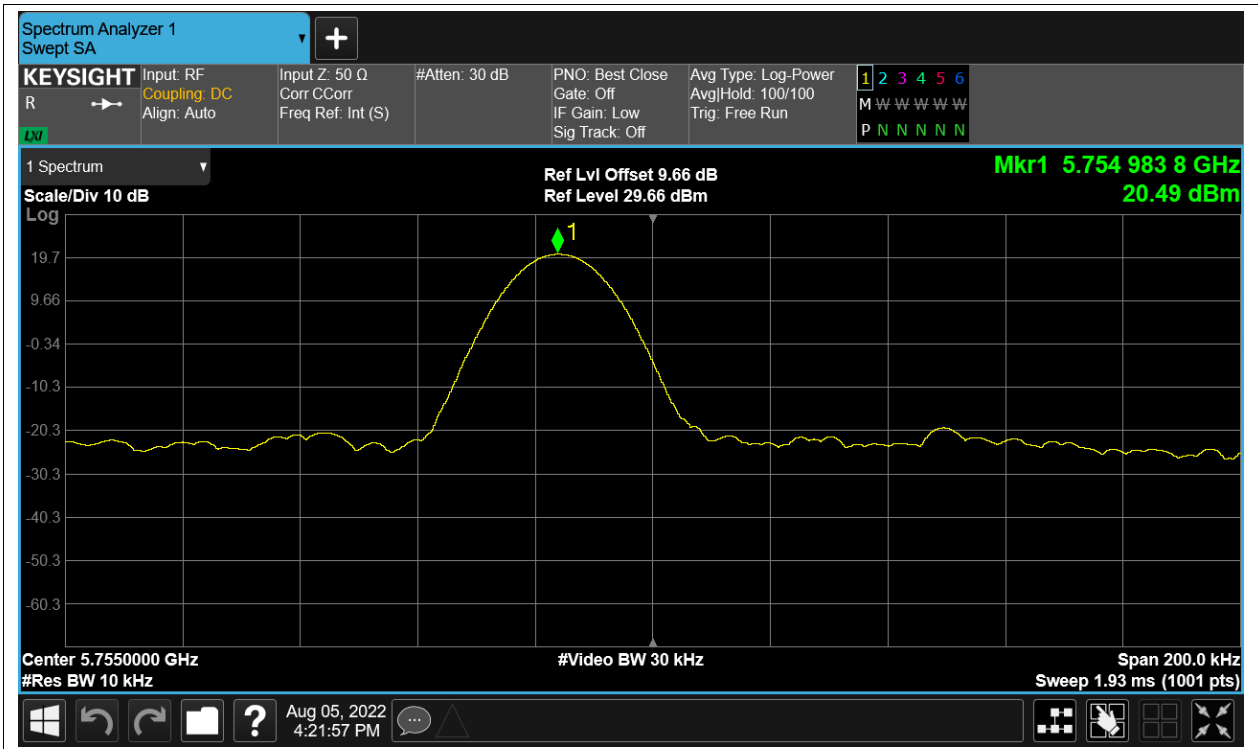 Spectrum Analyzer 1
Swept SA
+
KEYSIGHT
R
LXI
Input: RF
Coupling: DC
Align: Auto
Input Z: 50 Ω
Corr CCorr
Freq Ref: Int (S)
#Atten: 30 dB
PNO: Best Close
Gate: Off
IF Gain: Low
Sig Track: Off
Avg Type: Log-Power
Avg|Hold: 100/100
Trig: Free Run
1 2 3 4 5 6
M W W W W W
P N N N N N
1 Spectrum
Scale/Div 10 dB
Log
Ref Lvl Offset 9.66 dB
Ref Level 29.66 dBm
Mkr1 5.754 983 8 GHz
20.49 dBm
1
19.7
9.66
-0.34
-10.3
-20.3
-30.3
-40.3
-50.3
-60.3
Center 5.7550000 GHz
#Res BW 10 kHz
#Video BW 30 kHz
Span 200.0 kHz
Sweep 1.93 ms (1001 pts)
?
Aug 05, 2022
4:21:57 PM